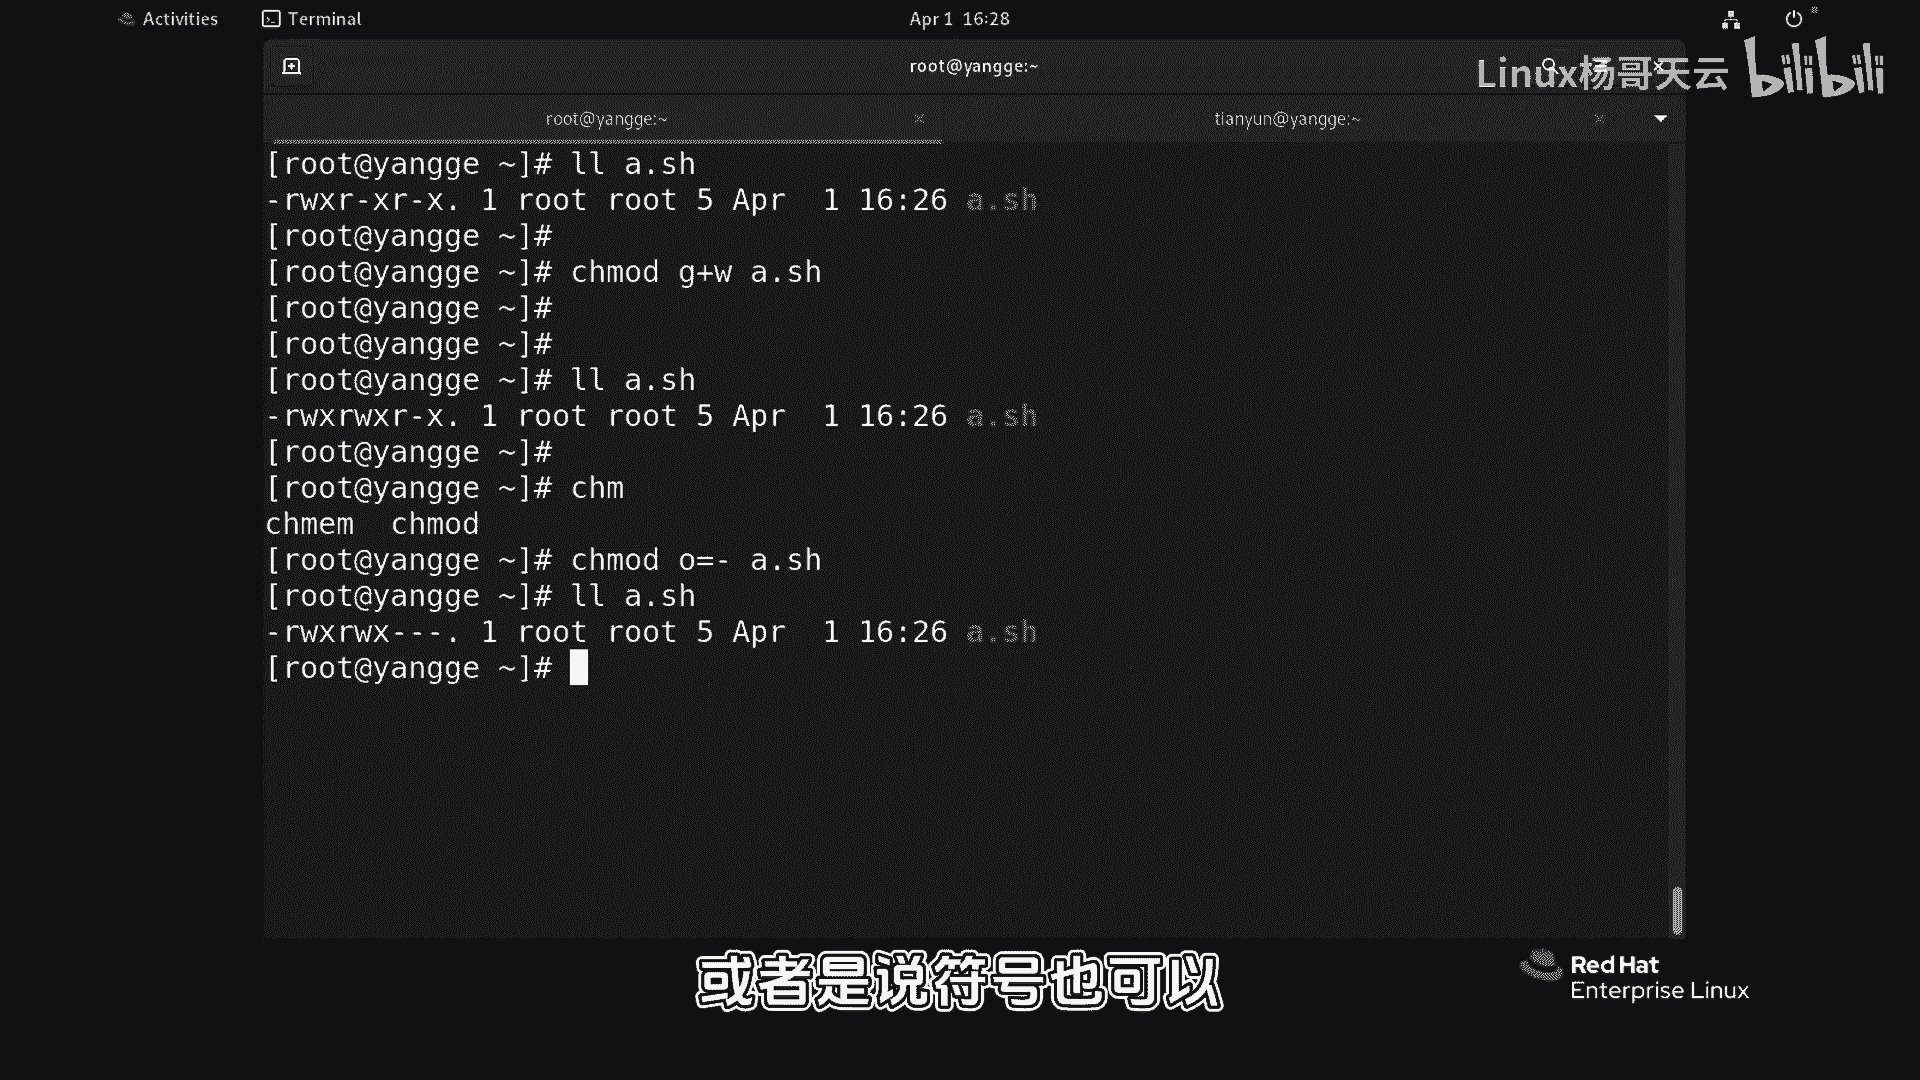 Activities Terminal Apr 1 16:28
root@yangge:~
Linux杨哥天云 bilibili
root@yangge:~ tianyun@yangge:~
[root@yangge ~]# ll a.sh
-rwxr-xr-x. 1 root root 5 Apr  1 16:26 a.sh
[root@yangge ~]#
[root@yangge ~]# chmod g+w a.sh
[root@yangge ~]#
[root@yangge ~]#
[root@yangge ~]# ll a.sh
-rwxrwxr-x. 1 root root 5 Apr  1 16:26 a.sh
[root@yangge ~]#
[root@yangge ~]# chm
chmem  chmod
[root@yangge ~]# chmod o=- a.sh
[root@yangge ~]# ll a.sh
-rwxrwx---. 1 root root 5 Apr  1 16:26 a.sh
[root@yangge ~]#
或者是说符号也可以
Red Hat
Enterprise Linux